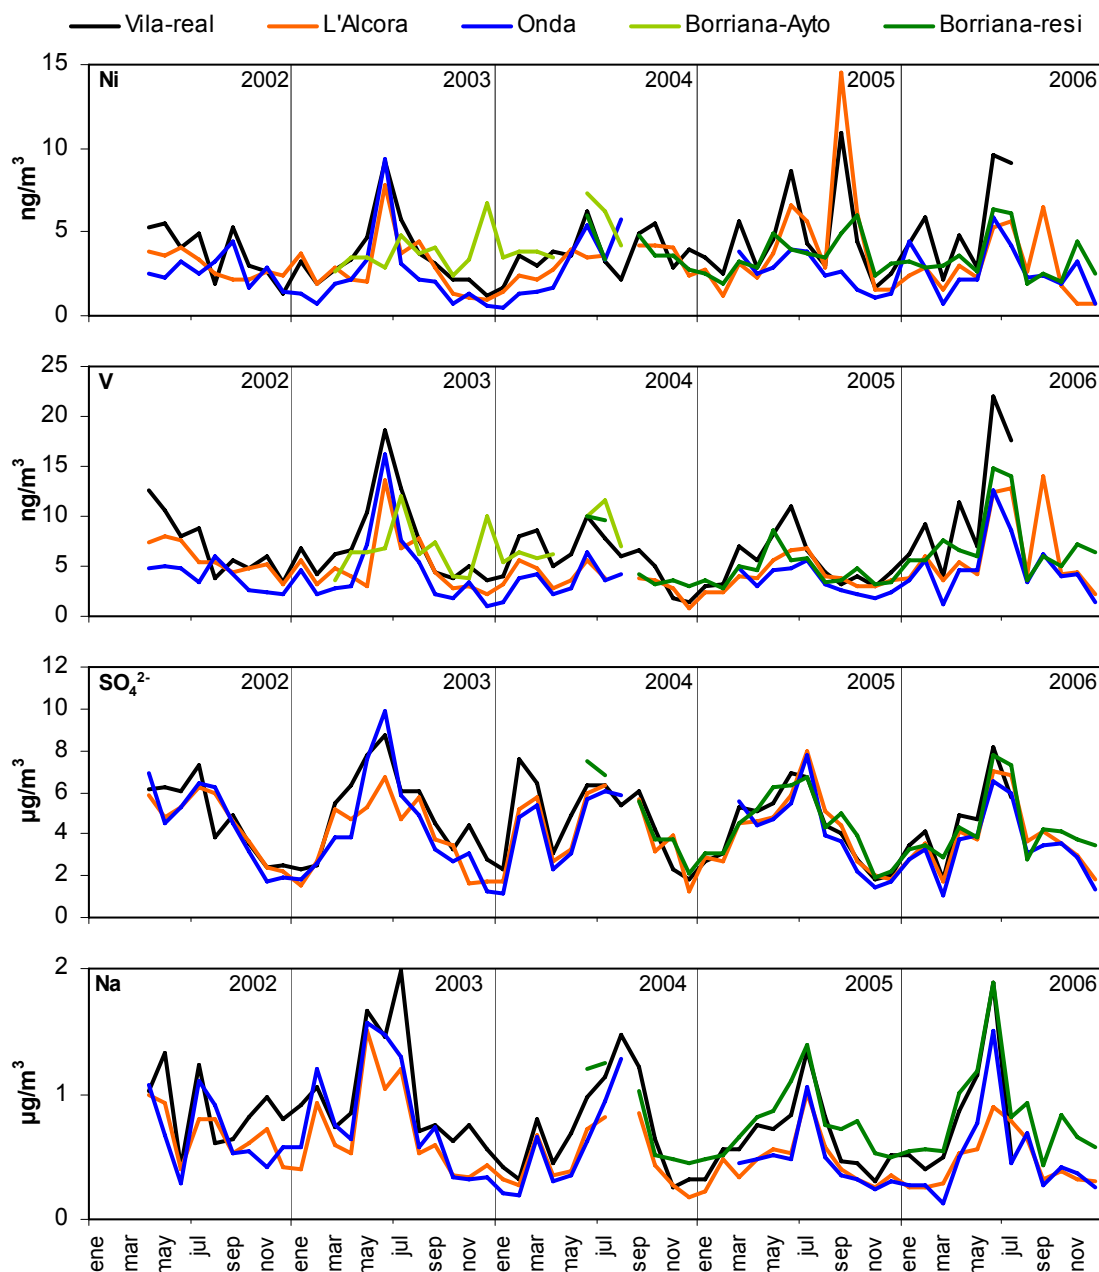 Vila-real L'Alcora Onda Borriana-Ayto Borriana-resi
15
Ni 2002 2003 2004 2005 2006
10
ng/m³
5
0
25
V 2002 2003 2004 2005 2006
20
15
ng/m³
10
5
0
12
SO₄²⁻ 2002 2003 2004 2005 2006
10
8
µg/m³
6
4
2
0
2
Na 2002 2003 2004 2005 2006
µg/m³
1
0
ene mar may jul sep nov ene mar may jul sep nov ene mar may jul sep nov ene mar may jul sep nov ene mar may jul sep nov